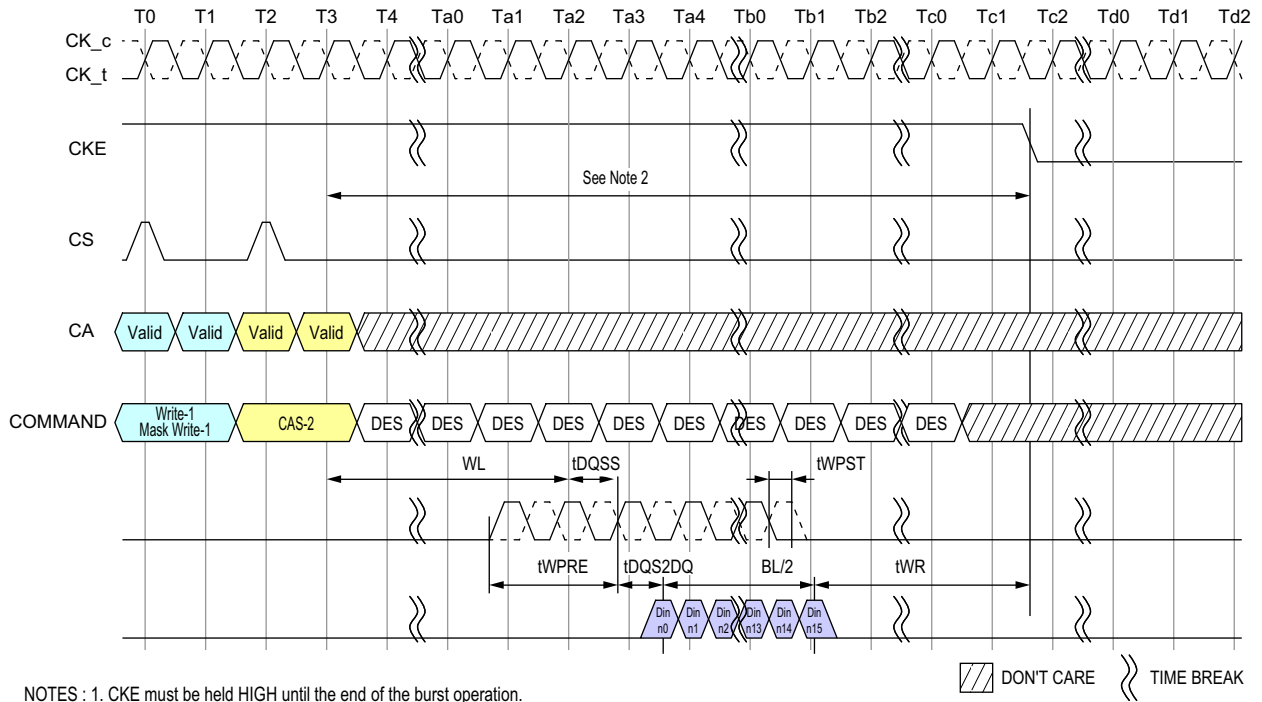 T0 T1 T2 T3 T4 Ta0 Ta1 Ta2 Ta3 Ta4 Tb0 Tb1 Tb2 Tc0 Tc1 Tc2 Td0 Td1 Td2
CK_c
CK_t
CKE
See Note 2
CS
CA Valid Valid Valid Valid
COMMAND Write-1 Mask Write-1 CAS-2 DES DES DES DES DES DES DES DES DES DES
WL tDQSS tWPST
tWPRE tDQS2DQ BL/2 tWR
Din n0 Din n1 Din n2 Din n13 Din n14 Din n15
DON'T CARE TIME BREAK
NOTES : 1. CKE must be held HIGH until the end of the burst operation.